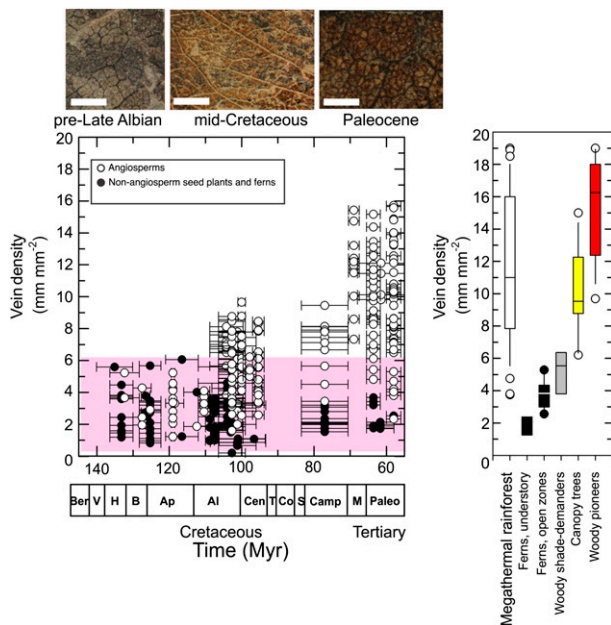 pre-Late Albian
mid-Cretaceous
Paleocene
20
18
16
14
12
10
8
6
4
2
0
Vein density
(mm mm⁻²)
Angiosperms
Non-angiosperm seed plants and ferns
140
120
100
80
60
Ber V H B Ap Al Cen T Co S Camp M Paleo
Cretaceous
Tertiary
Time (Myr)
20
18
16
14
12
10
8
6
4
2
0
Vein density
(mm mm⁻²)
Megathermal rainforest
Ferns, understory
Ferns, open zones
Woody shade-demanders
Canopy trees
Woody pioneers